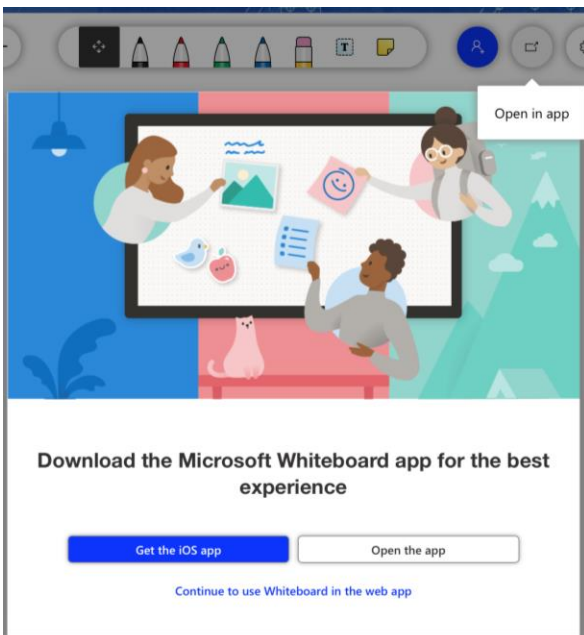 T
Open in app
Download the Microsoft Whiteboard app for the best
experience
Get the iOS app
Open the app
Continue to use Whiteboard in the web app